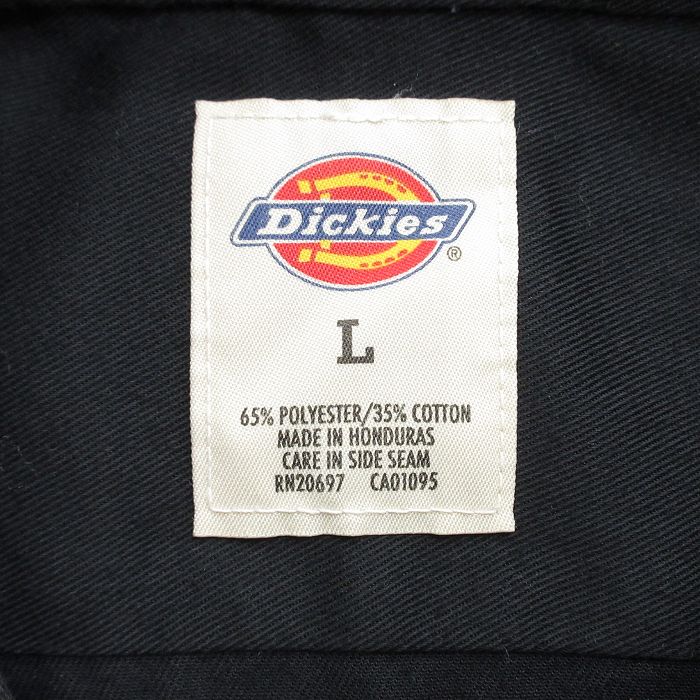 Dickies
®
L
65% POLYESTER/35% COTTON
MADE IN HONDURAS
CARE IN SIDE SEAM
RN20697 CA01095